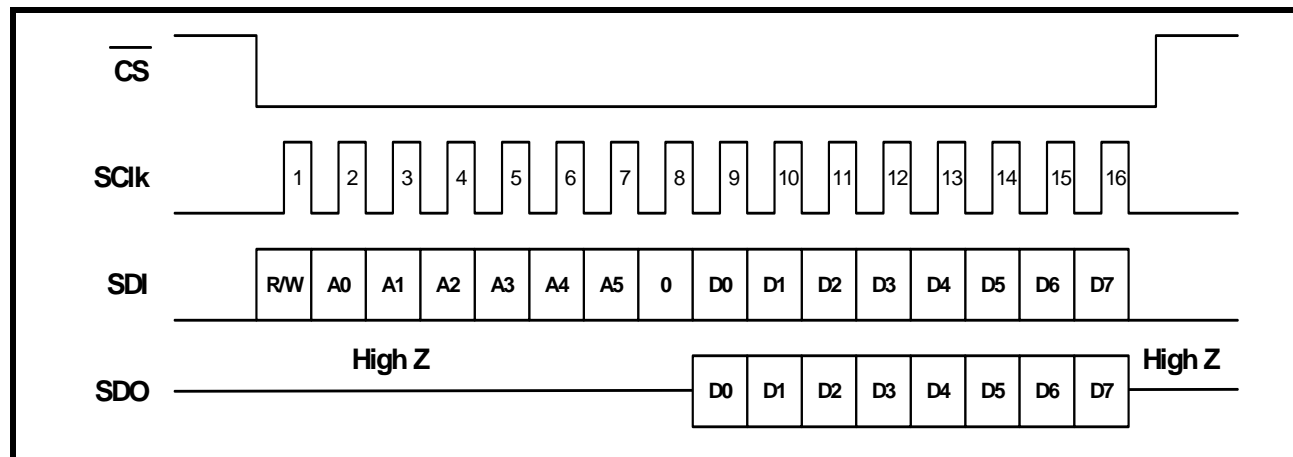 CS
SClk 1 2 3 4 5 6 7 8 9 10 11 12 13 14 15 16
SDI R/W A0 A1 A2 A3 A4 A5 0 D0 D1 D2 D3 D4 D5 D6 D7
High Z High Z
SDO D0 D1 D2 D3 D4 D5 D6 D7